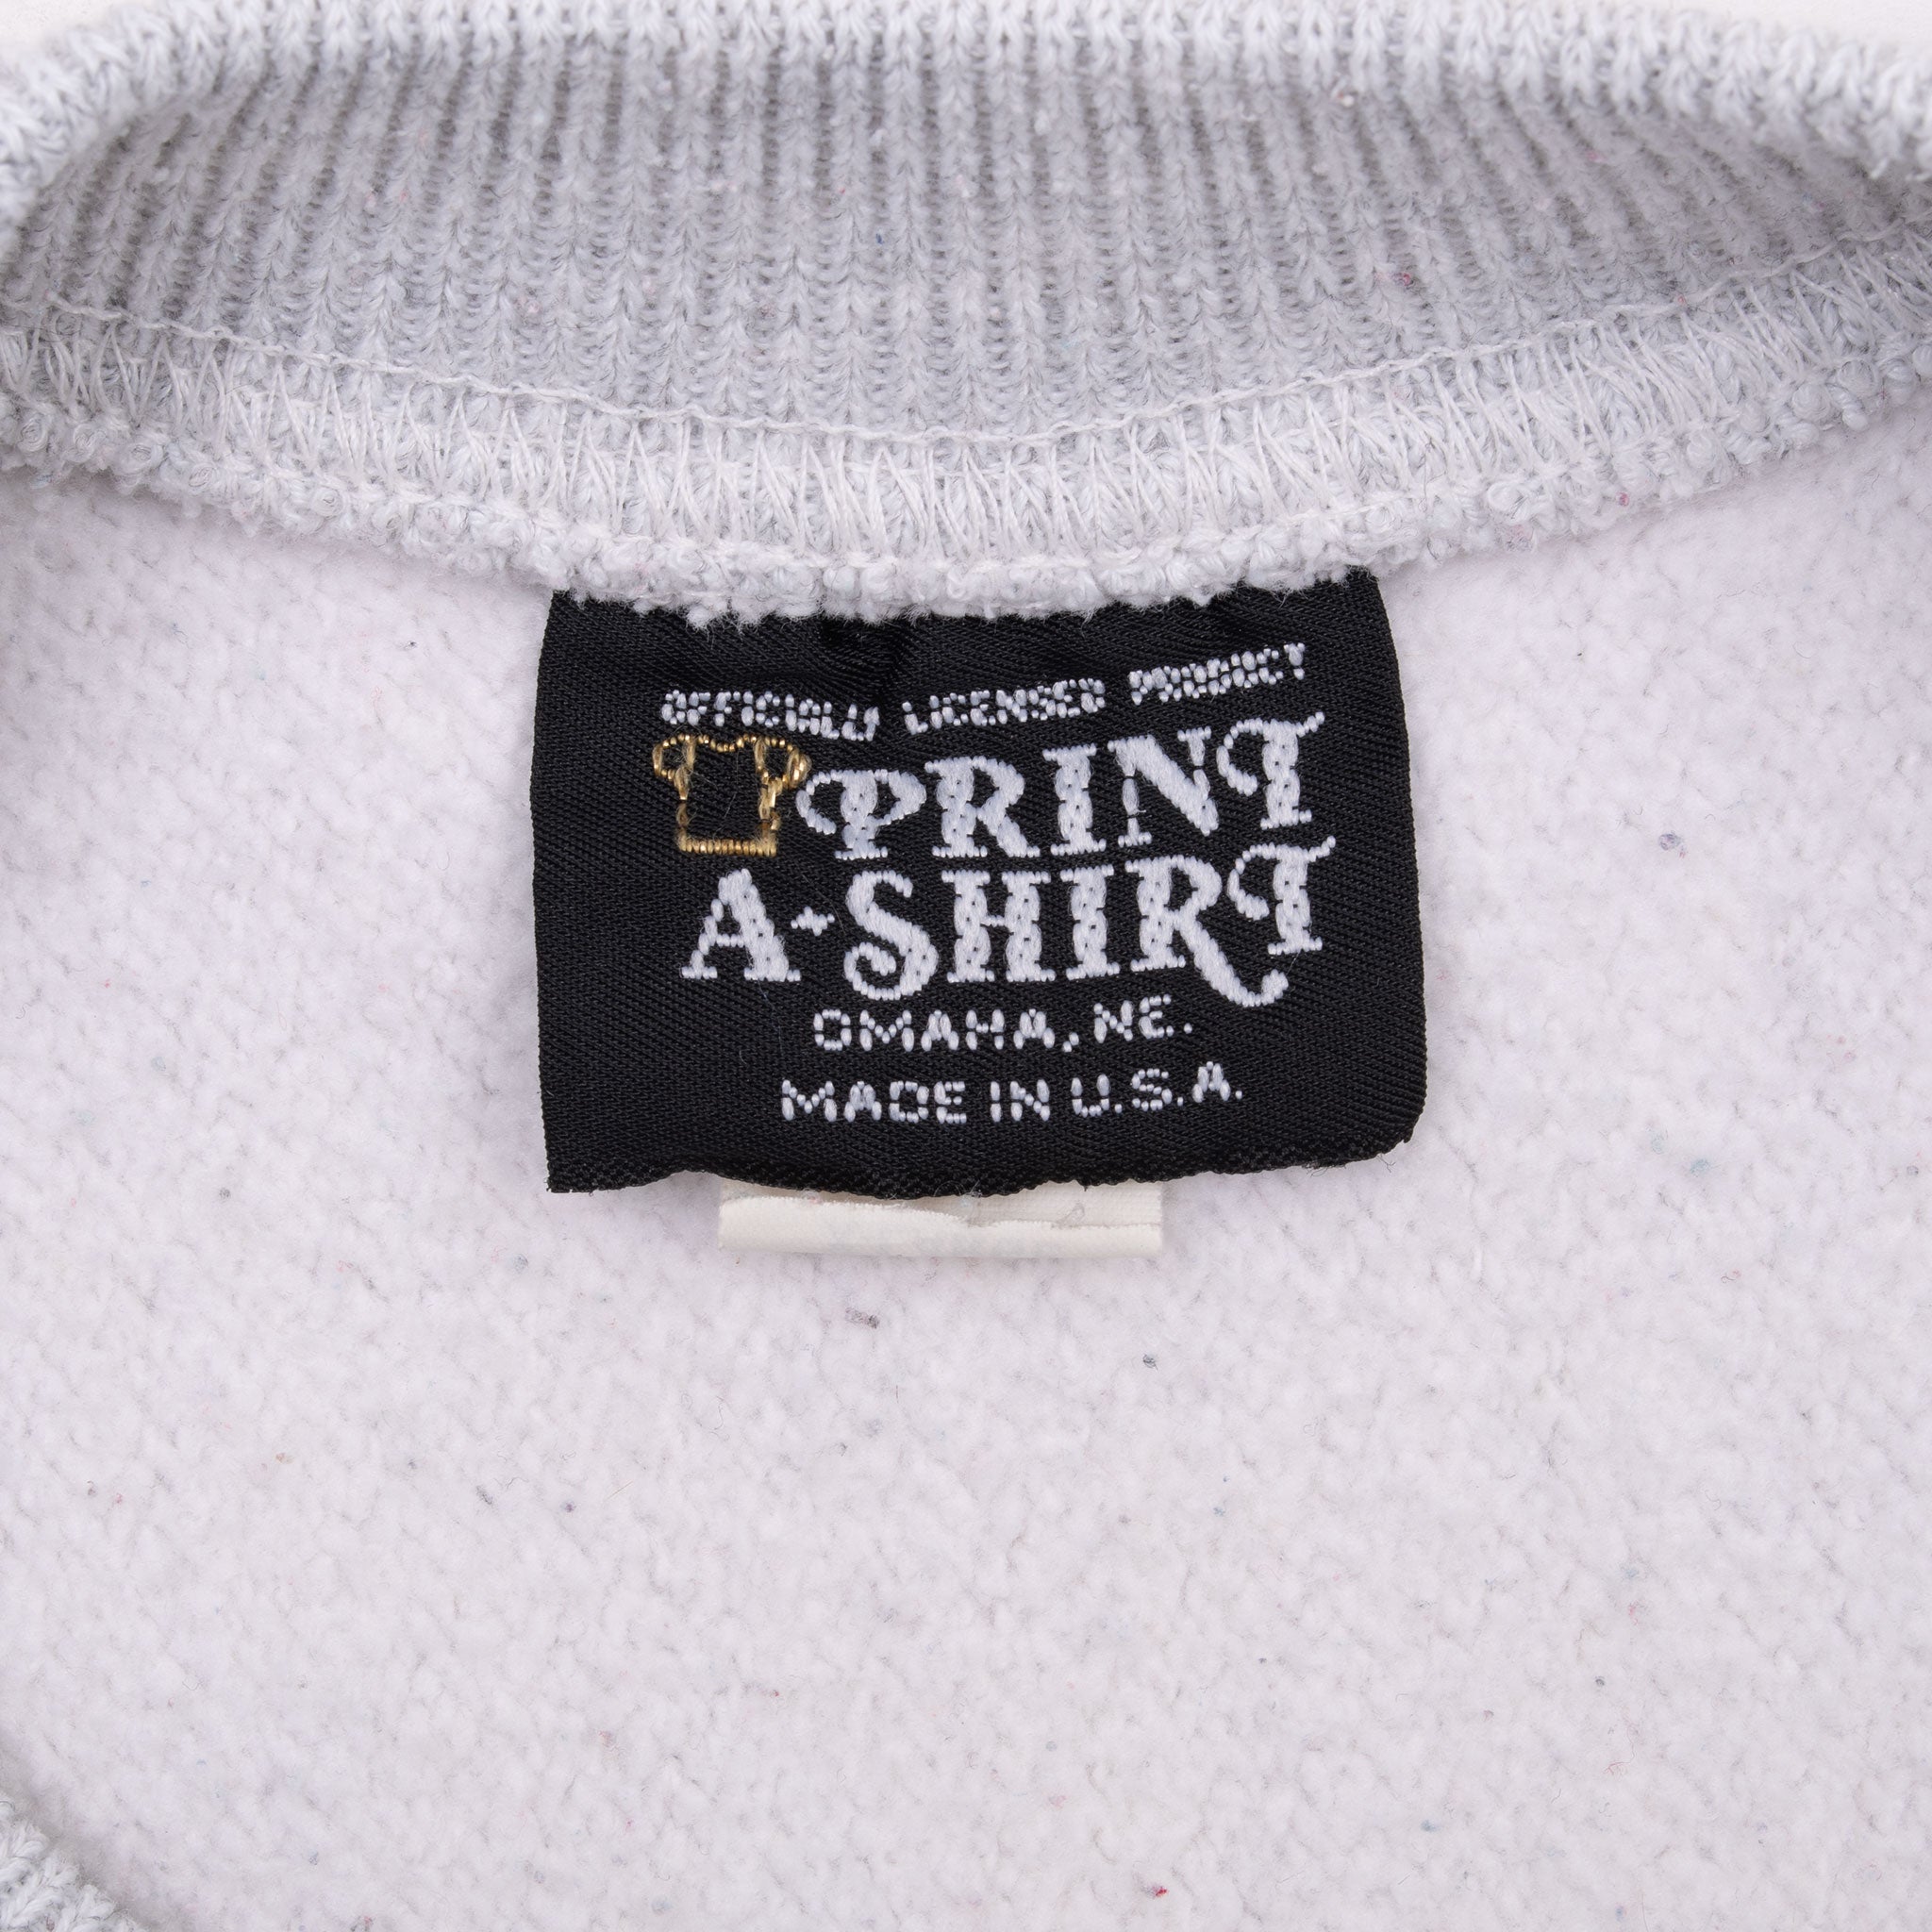 OFFICIALLY LICENSED PRODUCT
PRINT
A-SHIRT
OMAHA, NE.
MADE IN U.S.A.